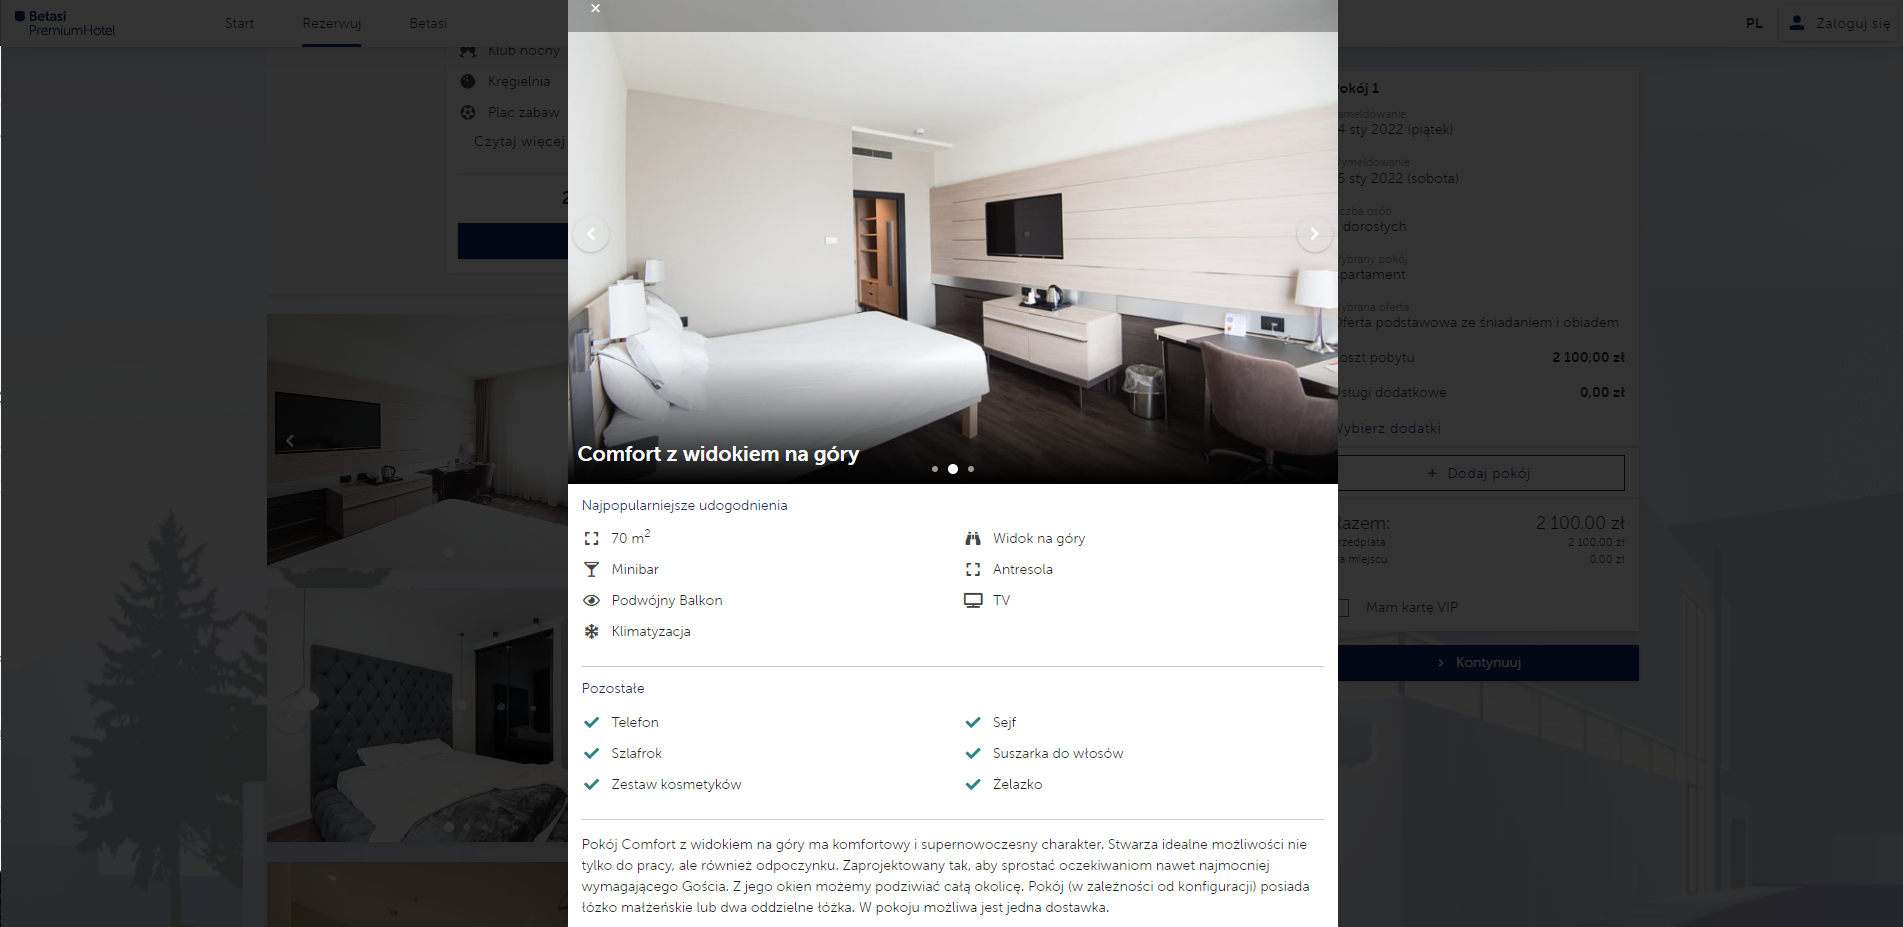 Betasi
PremiumHotel
Start
Rezerwuj
Betasi
PL
Zaloguj się
Klub nocny
Kręgielnia
Plac zabaw
Czytaj więcej
Comfort z widokiem na góry
Najpopularniejsze udogodnienia
70 m²
Widok na góry
Minibar
Antresola
Podwójny Balkon
TV
Klimatyzacja
Pozostałe
Telefon
Sejf
Szlafrok
Suszarka do włosów
Zestaw kosmetyków
Żelazko
Pokój Comfort z widokiem na góry ma komfortowy i supernowoczesny charakter. Stwarza idealne możliwości nie
tylko do pracy, ale również odpoczynku. Zaprojektowany tak, aby sprostać oczekiwaniom nawet najmocniej
wymagającego Gościa. Z jego okien możemy podziwiać całą okolicę. Pokój (w zależności od konfiguracji) posiada
łózko małżeńskie lub dwa oddzielne łóżka. W pokoju możliwa jest jedna dostawka.
okój 1
ameldowanie
4 sty 2022 (piątek)
ymeldowanie
5 sty 2022 (sobota)
iczba osób
dorosłych
ybrany pokój
partament
ybrana oferta
Oferta podstawowa ze śniadaniem i obiadem
oszt pobytu 2 100,00 zł
sługi dodatkowe 0,00 zł
Wybierz dodatki
+ Dodaj pokój
Razem: 2 100,00 zł
rzedpłata 2 100,00 zł
a miejscu 0,00 zł
Mam kartę VIP
Kontynuuj